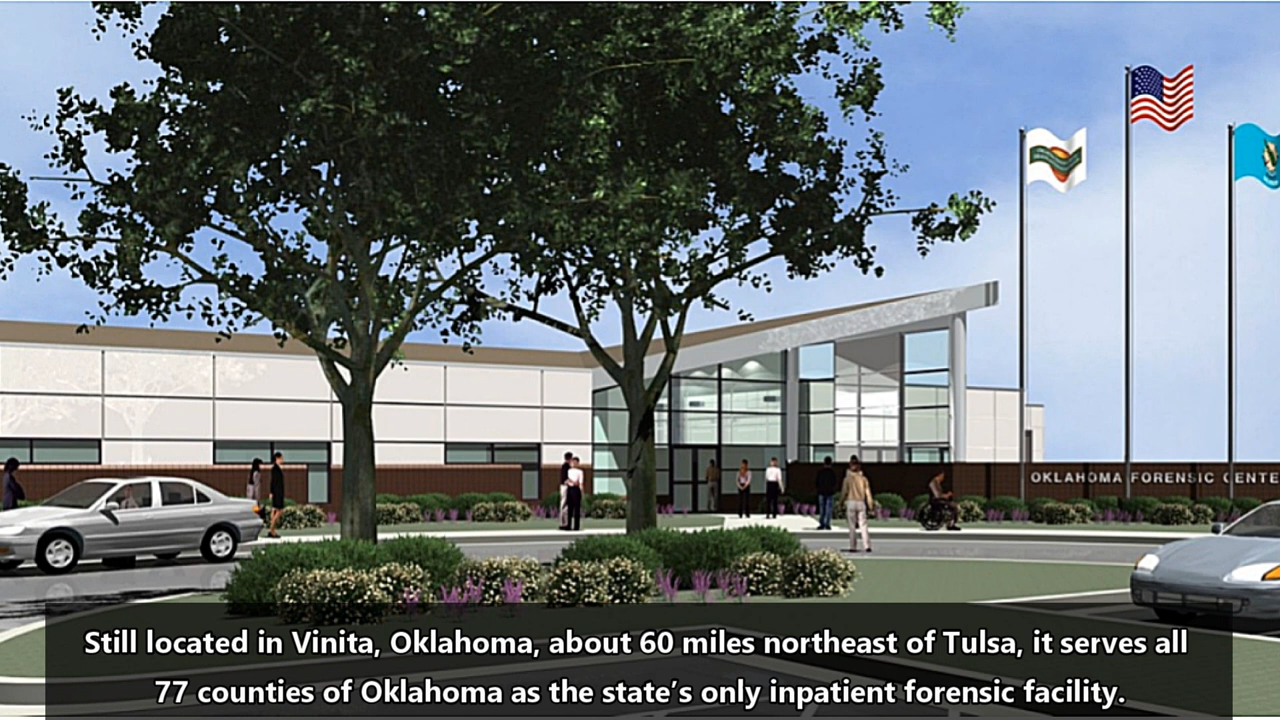 OKLAHOMA FORENSIC CENTE
Still located in Vinita, Oklahoma, about 60 miles northeast of Tulsa, it serves all
77 counties of Oklahoma as the state’s only inpatient forensic facility.